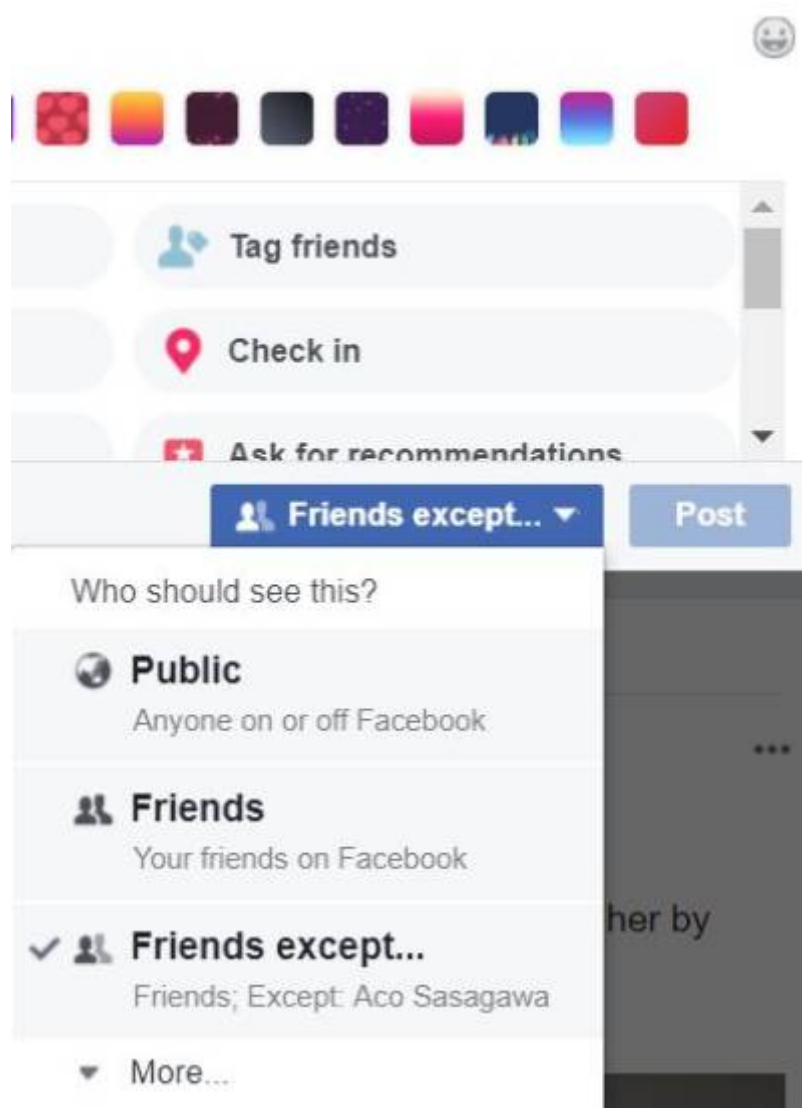 Tag friends
Check in
Ask for recommendations
Friends except...
Post
Who should see this?
Public
Anyone on or off Facebook
Friends
Your friends on Facebook
Friends except...
Friends; Except: Aco Sasagawa
her by
More...